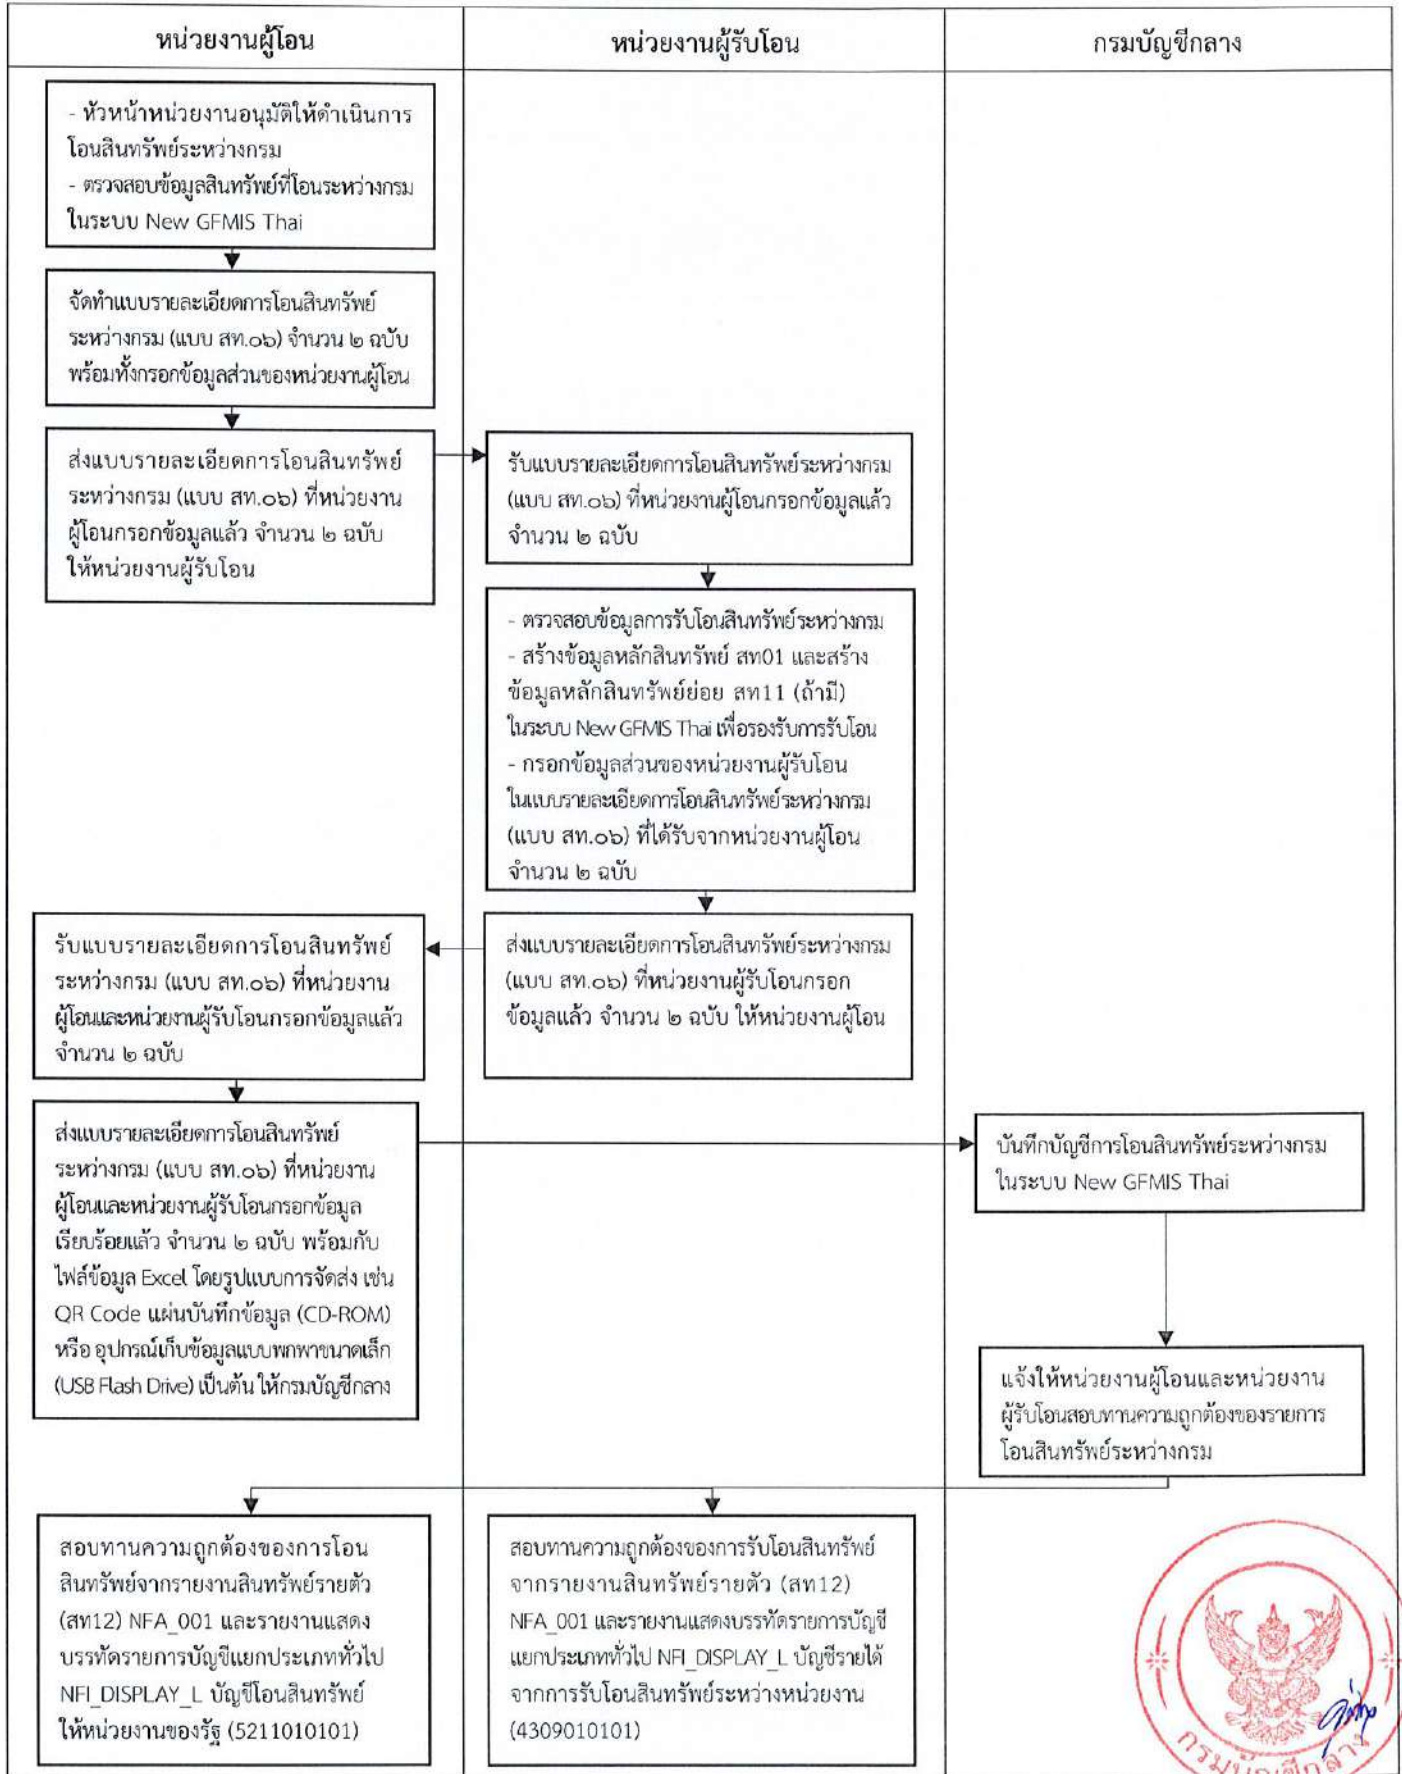 หน่วยงานผู้โอน
หน่วยงานผู้รับโอน
กรมบัญชีกลาง
- หัวหน้าหน่วยงานอนุมัติให้ดำเนินการ
โอนสินทรัพย์ระหว่างกรม
- ตรวจสอบข้อมูลสินทรัพย์ที่โอนระหว่างกรม
ในระบบ New GFMIS Thai
จัดทำแบบรายละเอียดการโอนสินทรัพย์
ระหว่างกรม (แบบ สท.๐๖) จำนวน ๒ ฉบับ
พร้อมทั้งกรอกข้อมูลส่วนของหน่วยงานผู้โอน
ส่งแบบรายละเอียดการโอนสินทรัพย์
ระหว่างกรม (แบบ สท.๐๖) ที่หน่วยงาน
ผู้โอนกรอกข้อมูลแล้ว จำนวน ๒ ฉบับ
ให้หน่วยงานผู้รับโอน
รับแบบรายละเอียดการโอนสินทรัพย์ระหว่างกรม
(แบบ สท.๐๖) ที่หน่วยงานผู้โอนกรอกข้อมูลแล้ว
จำนวน ๒ ฉบับ
- ตรวจสอบข้อมูลการรับโอนสินทรัพย์ระหว่างกรม
- สร้างข้อมูลหลักสินทรัพย์ สท01 และสร้าง
ข้อมูลหลักสินทรัพย์ย่อย สท11 (ถ้ามี)
ในระบบ New GFMIS Thai เพื่อรองรับการรับโอน
- กรอกข้อมูลส่วนของหน่วยงานผู้รับโอน
ในแบบรายละเอียดการโอนสินทรัพย์ระหว่างกรม
(แบบ สท.๐๖) ที่ได้รับจากหน่วยงานผู้โอน
จำนวน ๒ ฉบับ
ส่งแบบรายละเอียดการโอนสินทรัพย์ระหว่างกรม
(แบบ สท.๐๖) ที่หน่วยงานผู้รับโอนกรอก
ข้อมูลแล้ว จำนวน ๒ ฉบับ ให้หน่วยงานผู้โอน
รับแบบรายละเอียดการโอนสินทรัพย์
ระหว่างกรม (แบบ สท.๐๖) ที่หน่วยงาน
ผู้โอนและหน่วยงานผู้รับโอนกรอกข้อมูลแล้ว
จำนวน ๒ ฉบับ
ส่งแบบรายละเอียดการโอนสินทรัพย์
ระหว่างกรม (แบบ สท.๐๖) ที่หน่วยงาน
ผู้โอนและหน่วยงานผู้รับโอนกรอกข้อมูล
เรียบร้อยแล้ว จำนวน ๒ ฉบับ พร้อมกับ
ไฟล์ข้อมูล Excel โดยรูปแบบการจัดส่ง เช่น
QR Code แผ่นบันทึกข้อมูล (CD-ROM)
หรือ อุปกรณ์เก็บข้อมูลแบบพกพาขนาดเล็ก
(USB Flash Drive) เป็นต้น ให้กรมบัญชีกลาง
บันทึกบัญชีการโอนสินทรัพย์ระหว่างกรม
ในระบบ New GFMIS Thai
แจ้งให้หน่วยงานผู้โอนและหน่วยงาน
ผู้รับโอนสอบทานความถูกต้องของรายการ
โอนสินทรัพย์ระหว่างกรม
สอบทานความถูกต้องของการโอน
สินทรัพย์จากรายงานสินทรัพย์รายตัว
(สท12) NFA_001 และรายงานแสดง
บรรทัดรายการบัญชีแยกประเภททั่วไป
NFI_DISPLAY_L บัญชีโอนสินทรัพย์
ให้หน่วยงานของรัฐ (5211010101)
สอบทานความถูกต้องของการรับโอนสินทรัพย์
จากรายงานสินทรัพย์รายตัว (สท12)
NFA_001 และรายงานแสดงบรรทัดรายการบัญชี
แยกประเภททั่วไป NFI_DISPLAY_L บัญชีรายได้
จากการรับโอนสินทรัพย์ระหว่างหน่วยงาน
(4309010101)
กรมบัญชีกลาง